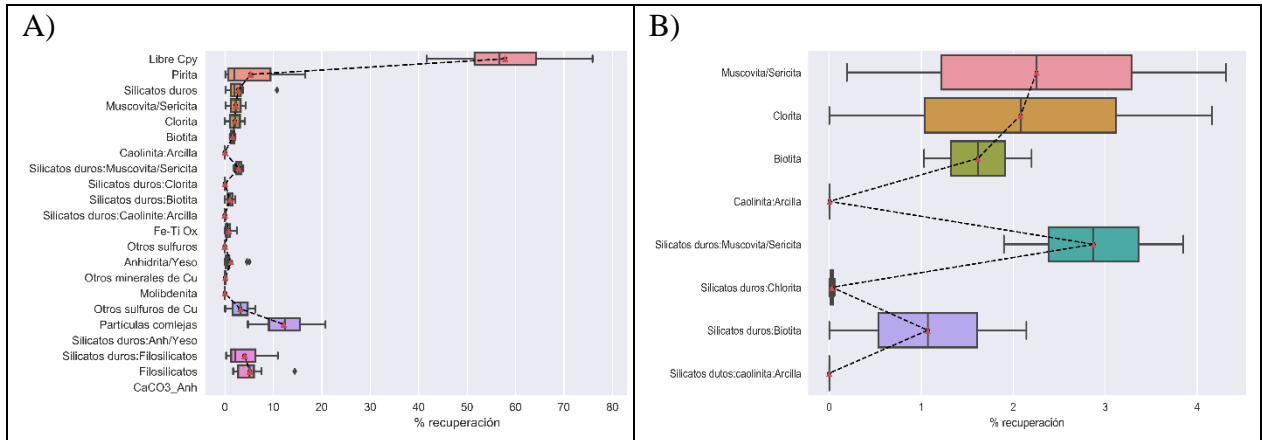 A)
Libre Cpy
Pirita
Silicatos duros
Muscovita/Sericita
Clorita
Biotita
Caolinita:Arcilla
Silicatos duros:Muscovita/Sericita
Silicatos duros:Clorita
Silicatos duros:Biotita
Silicatos duros:Caolinite:Arcilla
Fe-Ti Ox
Otros sulfuros
Anhidrita/Yeso
Otros minerales de Cu
Molibdenita
Otros sulfuros de Cu
Partículas comlejas
Silicatos duros:Anh/Yeso
Silicatos duros:Filosilicatos
Filosilicatos
CaCO3_Anh
0 10 20 30 40 50 60 70 80
% recuperación
B)
Muscovita/Sericita
Clorita
Biotita
Caolinita:Arcilla
Silicatos duros:Muscovita/Sericita
Silicatos duros:Chlorita
Silicatos duros:Biotita
Silicatos dutos:caolinita:Arcilla
0 1 2 3 4
% recuperación